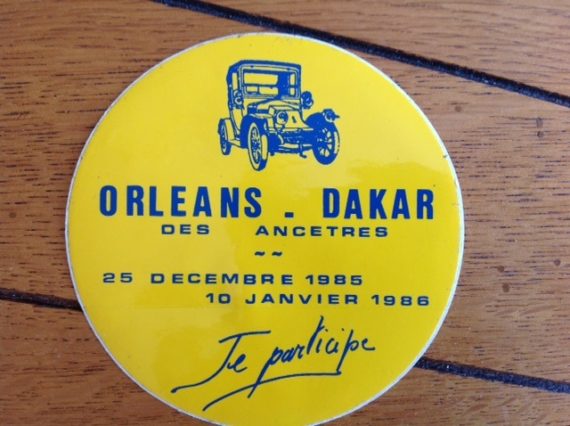 ORLEANS - DAKAR
DES ANCETRES
~~
25 DECEMBRE 1985
10 JANVIER 1986
Je participe